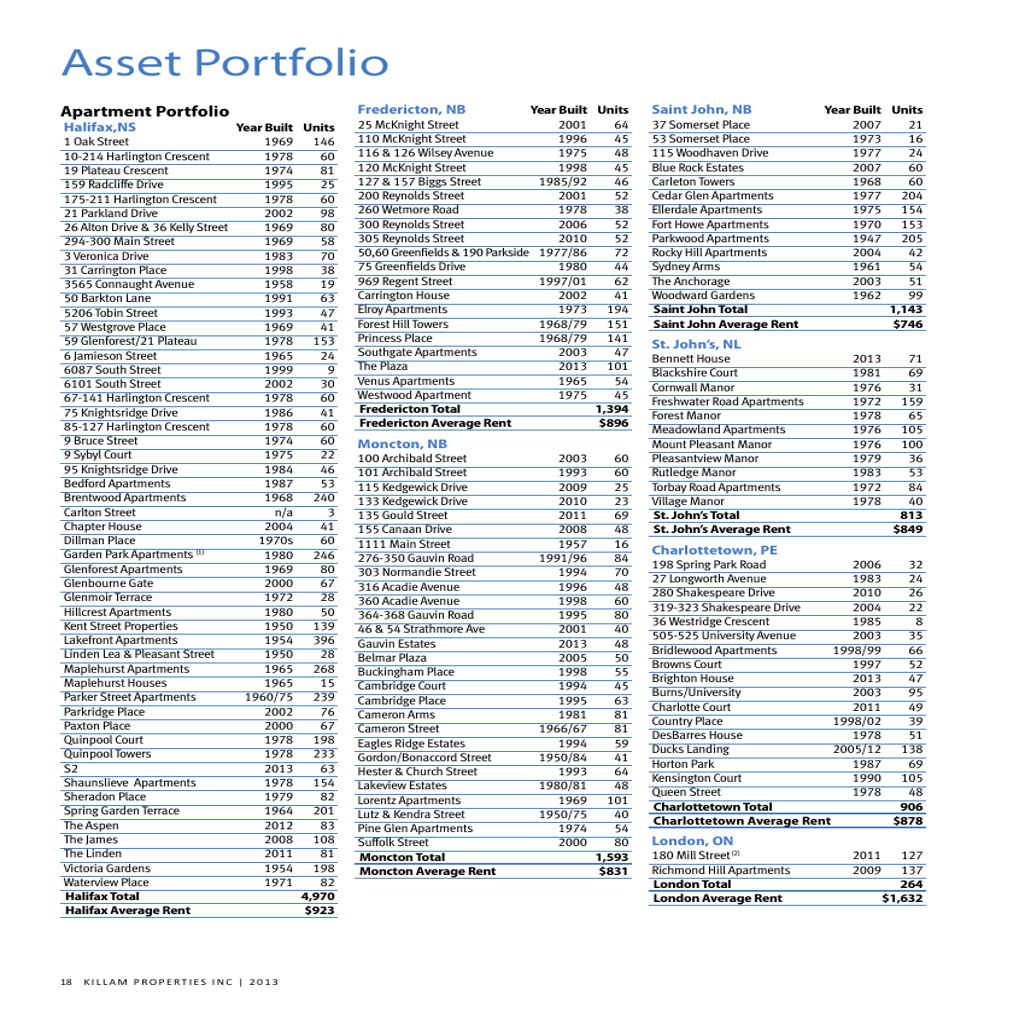 Asset Portfolio
Apartment Portfolio
Halifax,NS Year Built Units
1 Oak Street 1969 146
10-214 Harlington Crescent 1978 60
19 Plateau Crescent 1974 81
159 Radcliffe Drive 1995 25
175-211 Harlington Crescent 1978 60
21 Parkland Drive 2002 98
26 Alton Drive & 36 Kelly Street 1969 80
294-300 Main Street 1969 58
3 Veronica Drive 1983 70
31 Carrington Place 1998 38
3565 Connaught Avenue 1958 19
50 Barkton Lane 1991 63
5206 Tobin Street 1993 47
57 Westgrove Place 1969 41
59 Glenforest/21 Plateau 1978 153
6 Jamieson Street 1965 24
6087 South Street 1999 9
6101 South Street 2002 30
67-141 Harlington Crescent 1978 60
75 Knightsridge Drive 1986 41
85-127 Harlington Crescent 1978 60
9 Bruce Street 1974 60
9 Sybyl Court 1975 22
95 Knightsridge Drive 1984 46
Bedford Apartments 1987 53
Brentwood Apartments 1968 240
Carlton Street n/a 3
Chapter House 2004 41
Dillman Place 1970s 60
Garden Park Apartments (1) 1980 246
Glenforest Apartments 1969 80
Glenbourne Gate 2000 67
Glenmoir Terrace 1972 28
Hillcrest Apartments 1980 50
Kent Street Properties 1950 139
Lakefront Apartments 1954 396
Linden Lea & Pleasant Street 1950 28
Maplehurst Apartments 1965 268
Maplehurst Houses 1965 15
Parker Street Apartments 1960/75 239
Parkridge Place 2002 76
Paxton Place 2000 67
Quinpool Court 1978 198
Quinpool Towers 1978 233
S2 2013 63
Shaunslieve Apartments 1978 154
Sheradon Place 1979 82
Spring Garden Terrace 1964 201
The Aspen 2012 83
The James 2008 108
The Linden 2011 81
Victoria Gardens 1954 198
Waterview Place 1971 82
Halifax Total 4,970
Halifax Average Rent $923
Fredericton, NB Year Built Units
25 McKnight Street 2001 64
110 McKnight Street 1996 45
116 & 126 Wilsey Avenue 1975 48
120 McKnight Street 1998 45
127 & 157 Biggs Street 1985/92 46
200 Reynolds Street 2001 52
260 Wetmore Road 1978 38
300 Reynolds Street 2006 52
305 Reynolds Street 2010 52
50,60 Greenfields & 190 Parkside 1977/86 72
75 Greenfields Drive 1980 44
969 Regent Street 1997/01 62
Carrington House 2002 41
Elroy Apartments 1973 194
Forest Hill Towers 1968/79 151
Princess Place 1968/79 141
Southgate Apartments 2003 47
The Plaza 2013 101
Venus Apartments 1965 54
Westwood Apartment 1975 45
Fredericton Total 1,394
Fredericton Average Rent $896
Moncton, NB
100 Archibald Street 2003 60
101 Archibald Street 1993 60
115 Kedgewick Drive 2009 25
133 Kedgewick Drive 2010 23
135 Gould Street 2011 69
155 Canaan Drive 2008 48
1111 Main Street 1957 16
276-350 Gauvin Road 1991/96 84
303 Normandie Street 1994 70
316 Acadie Avenue 1996 48
360 Acadie Avenue 1998 60
364-368 Gauvin Road 1995 80
46 & 54 Strathmore Ave 2001 40
Gauvin Estates 2013 48
Belmar Plaza 2005 50
Buckingham Place 1998 55
Cambridge Court 1994 45
Cambridge Place 1995 63
Cameron Arms 1981 81
Cameron Street 1966/67 81
Eagles Ridge Estates 1994 59
Gordon/Bonaccord Street 1950/84 41
Hester & Church Street 1993 64
Lakeview Estates 1980/81 48
Lorentz Apartments 1969 101
Lutz & Kendra Street 1950/75 40
Pine Glen Apartments 1974 54
Suffolk Street 2000 80
Moncton Total 1,593
Moncton Average Rent $831
Saint John, NB Year Built Units
37 Somerset Place 2007 21
53 Somerset Place 1973 16
115 Woodhaven Drive 1977 24
Blue Rock Estates 2007 60
Carleton Towers 1968 60
Cedar Glen Apartments 1977 204
Ellerdale Apartments 1975 154
Fort Howe Apartments 1970 153
Parkwood Apartments 1947 205
Rocky Hill Apartments 2004 42
Sydney Arms 1961 54
The Anchorage 2003 51
Woodward Gardens 1962 99
Saint John Total 1,143
Saint John Average Rent $746
St. John's, NL
Bennett House 2013 71
Blackshire Court 1981 69
Cornwall Manor 1976 31
Freshwater Road Apartments 1972 159
Forest Manor 1978 65
Meadowland Apartments 1976 105
Mount Pleasant Manor 1976 100
Pleasantview Manor 1979 36
Rutledge Manor 1983 53
Torbay Road Apartments 1972 84
Village Manor 1978 40
St. John's Total 813
St. John's Average Rent $849
Charlottetown, PE
198 Spring Park Road 2006 32
27 Longworth Avenue 1983 24
280 Shakespeare Drive 2010 26
319-323 Shakespeare Drive 2004 22
36 Westridge Crescent 1985 8
505-525 University Avenue 2003 35
Bridlewood Apartments 1998/99 66
Browns Court 1997 52
Brighton House 2013 47
Burns/University 2003 95
Charlotte Court 2011 49
Country Place 1998/02 39
DesBarres House 1978 51
Ducks Landing 2005/12 138
Horton Park 1987 69
Kensington Court 1990 105
Queen Street 1978 48
Charlottetown Total 906
Charlottetown Average Rent $878
London, ON
180 Mill Street (2) 2011 127
Richmond Hill Apartments 2009 137
London Total 264
London Average Rent $1,632
18 KILLAM PROPERTIES INC | 2013